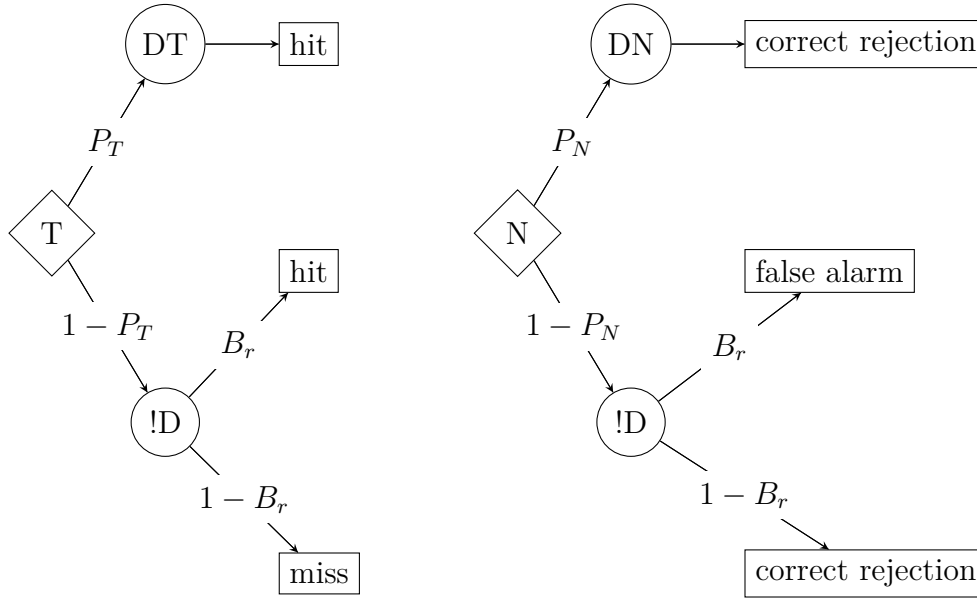 DT
hit
P_T
T
hit
1 − P_T
B_r
!D
1 − B_r
miss
DN
correct rejection
P_N
N
false alarm
1 − P_N
B_r
!D
1 − B_r
correct rejection